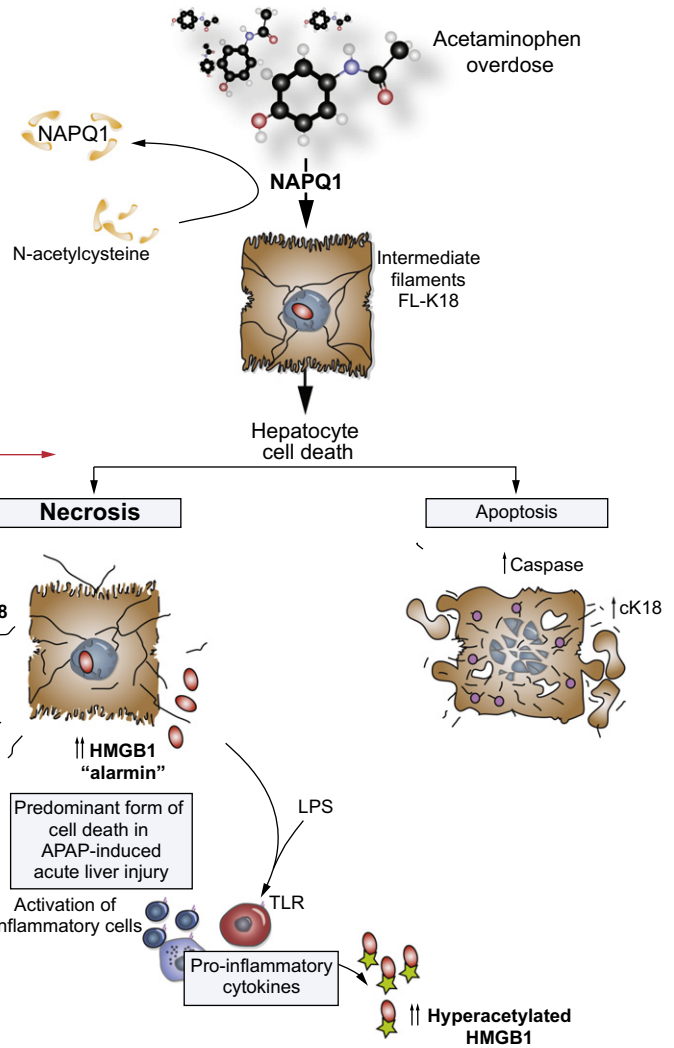 Acetaminophen
overdose
NAPQ1
NAPQ1
N-acetylcysteine
Intermediate
filaments
FL-K18
Hepatocyte
cell death
Necrosis
Apoptosis
↑Caspase
8
↑cK18
↑↑ HMGB1
“alarmin”
Predominant form of
cell death in
APAP-induced
acute liver injury
LPS
Activation of
nflammatory cells
TLR
Pro-inflammatory
cytokines
↑↑ Hyperacetylated
HMGB1